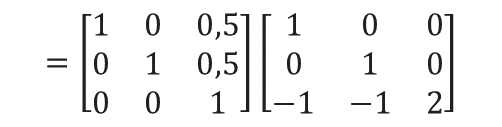 = [1 0 0,5] [1 0 0]
[0 1 0,5] [0 1 0]
[0 0 1] [−1 −1 2]